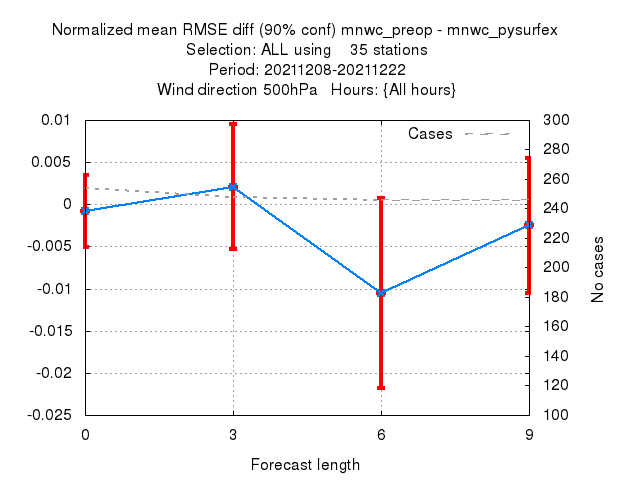 Normalized mean RMSE diff (90% conf) mnwc_preop - mnwc_pysurfex
Selection: ALL using    35 stations
Period: 20211208-20211222
Wind direction 500hPa   Hours: {All hours}
Cases
0.01
0.005
0
-0.005
-0.01
-0.015
-0.02
-0.025
300
280
260
240
220
200
180
160
140
120
100
No cases
0 3 6 9
Forecast length